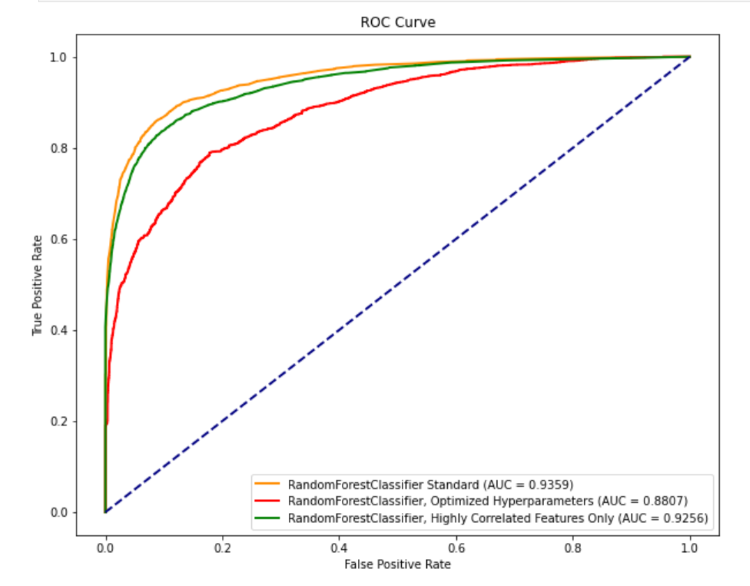 ROC Curve
1.0
0.8
0.6
0.4
0.2
0.0
True Positive Rate
RandomForestClassifier Standard (AUC = 0.9359)
RandomForestClassifier, Optimized Hyperparameters (AUC = 0.8807)
RandomForestClassifier, Highly Correlated Features Only (AUC = 0.9256)
0.0 0.2 0.4 0.6 0.8 1.0
False Positive Rate